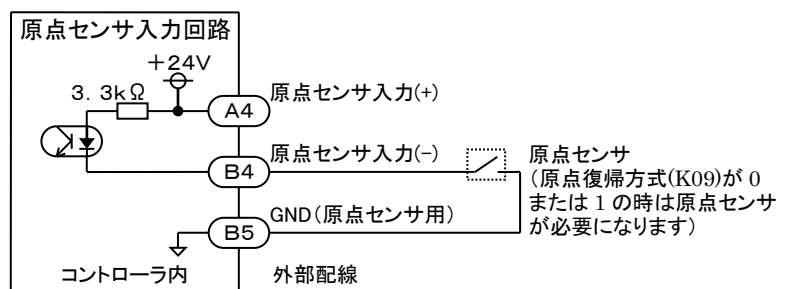 原点センサ入力回路
+24V
3.3kΩ
A4
原点センサ入力(+)
B4
原点センサ入力(-)
原点センサ
(原点復帰方式(K09)が 0
または 1 の時は原点センサ
が必要になります)
B5
GND(原点センサ用)
コントローラ内
外部配線